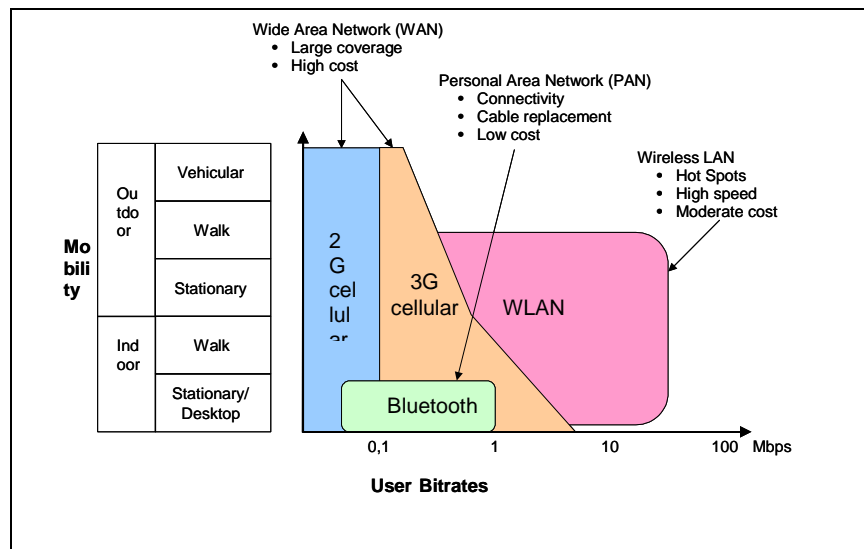 Wide Area Network (WAN)
• Large coverage
• High cost
Personal Area Network (PAN)
• Connectivity
• Cable replacement
• Low cost
Wireless LAN
• Hot Spots
• High speed
• Moderate cost
Mo
bili
ty
Ou
tdo
or
Vehicular
Walk
Stationary
Ind
oor
Walk
Stationary/
Desktop
2
G
cel
lul
ar
3G
cellular
WLAN
Bluetooth
0,1
1
10
100
Mbps
User Bitrates